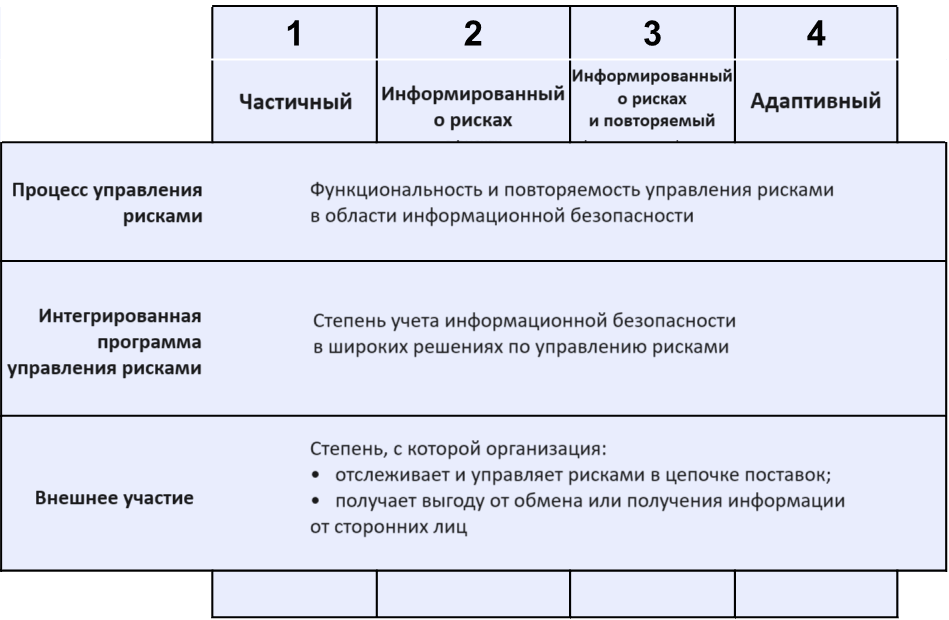 1
2
3
4
Частичный
Информированный
о рисках
Информированный
о рисках
и повторяемый
Адаптивный
Процесс управления
рисками
Функциональность и повторяемость управления рисками
в области информационной безопасности
Интегрированная
программа
управления рисками
Степень учета информационной безопасности
в широких решениях по управлению рисками
Внешнее участие
Степень, с которой организация:
• отслеживает и управляет рисками в цепочке поставок;
• получает выгоду от обмена или получения информации
от сторонних лиц